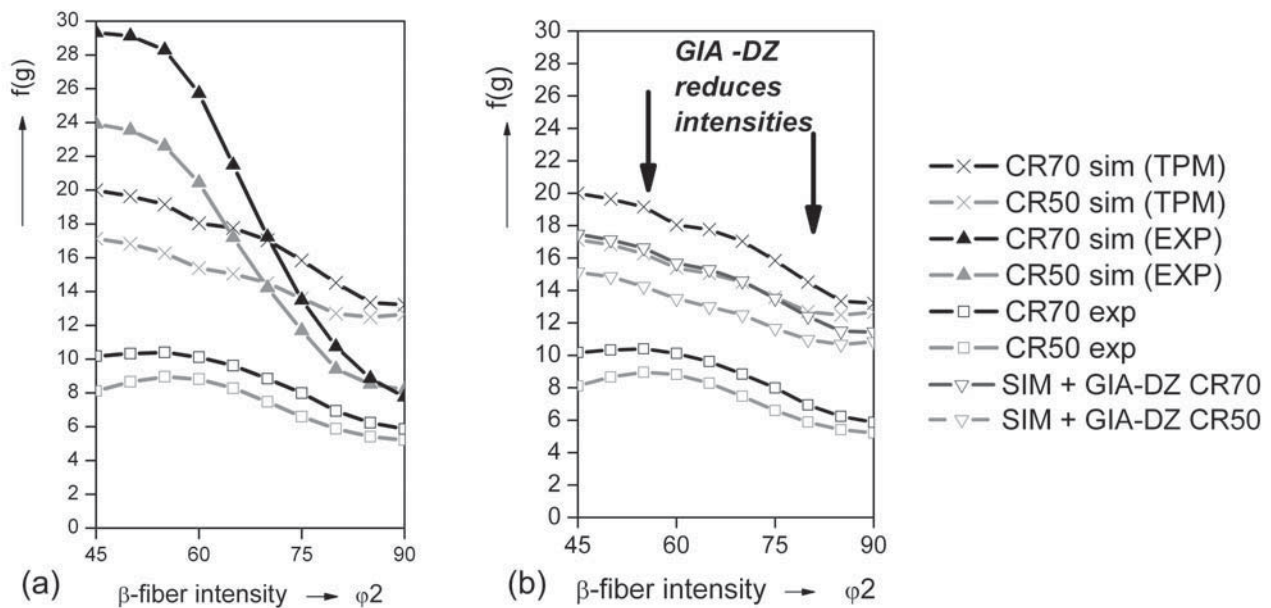 30
28
26
24
22
20
18
16
14
12
10
8
6
4
2
0
f(g)
45 60 75 90
(a) β-fiber intensity → φ2
30
28
26
24
22
20
18
16
14
12
10
8
6
4
2
0
f(g)
GIA -DZ
reduces
intensities
45 60 75 90
(b) β-fiber intensity → φ2
CR70 sim (TPM)
CR50 sim (TPM)
CR70 sim (EXP)
CR50 sim (EXP)
CR70 exp
CR50 exp
SIM + GIA-DZ CR70
SIM + GIA-DZ CR50